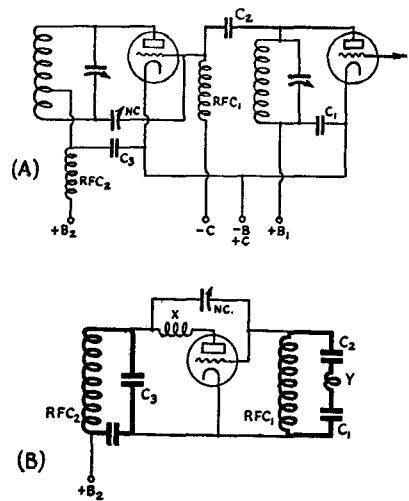 C₂
NC
RFC₁
C₁
(A)
C₃
RFC₂
+B₂
-C
-B
+C
+B₁
NC.
X
C₂
C₃
Y
RFC₂
RFC₁
C₁
(B)
+B₂